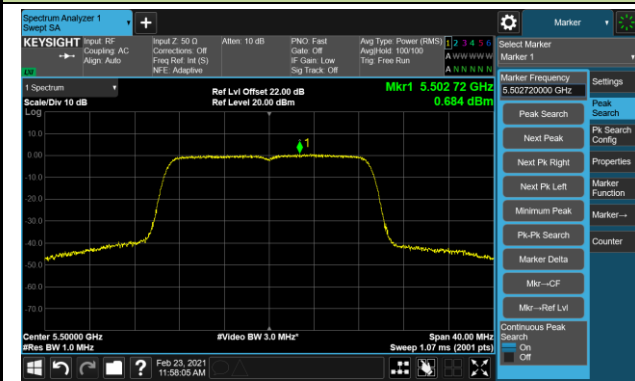 Spectrum Analyzer 1
Swept SA
+
Marker
KEYSIGHT
Input: RF
Coupling: AC
Align: Auto
Input Z: 50 Ω
Corrections: Off
Freq Ref: Int (S)
NFE: Adaptive
Atten: 10 dB
PNO: Fast
Gate: Off
IF Gain: Low
Sig Track: Off
Avg Type: Power (RMS)
Avg|Hold: 100/100
Trig: Free Run
1 2 3 4 5 6
A W W W W W
A N N N N N
Select Marker
Marker 1
1 Spectrum
Scale/Div 10 dB
Log
Ref Lvl Offset 22.00 dB
Ref Level 20.00 dBm
Mkr1 5.502 72 GHz
0.684 dBm
10.0
0.00
-10.0
-20.0
-30.0
-40.0
-50.0
-60.0
-70.0
1
Center 5.50000 GHz
#Res BW 1.0 MHz
#Video BW 3.0 MHz*
Span 40.00 MHz
Sweep 1.07 ms (2001 pts)
Marker Frequency
5.502720000 GHz
Peak Search
Next Peak
Next Pk Right
Next Pk Left
Minimum Peak
Pk-Pk Search
Marker Delta
Mkr→CF
Mkr→Ref Lvl
Continuous Peak
Search
On
Off
Settings
Peak
Search
Pk Search
Config
Properties
Marker
Function
Marker→
Counter
?
Feb 23, 2021
11:58:05 AM